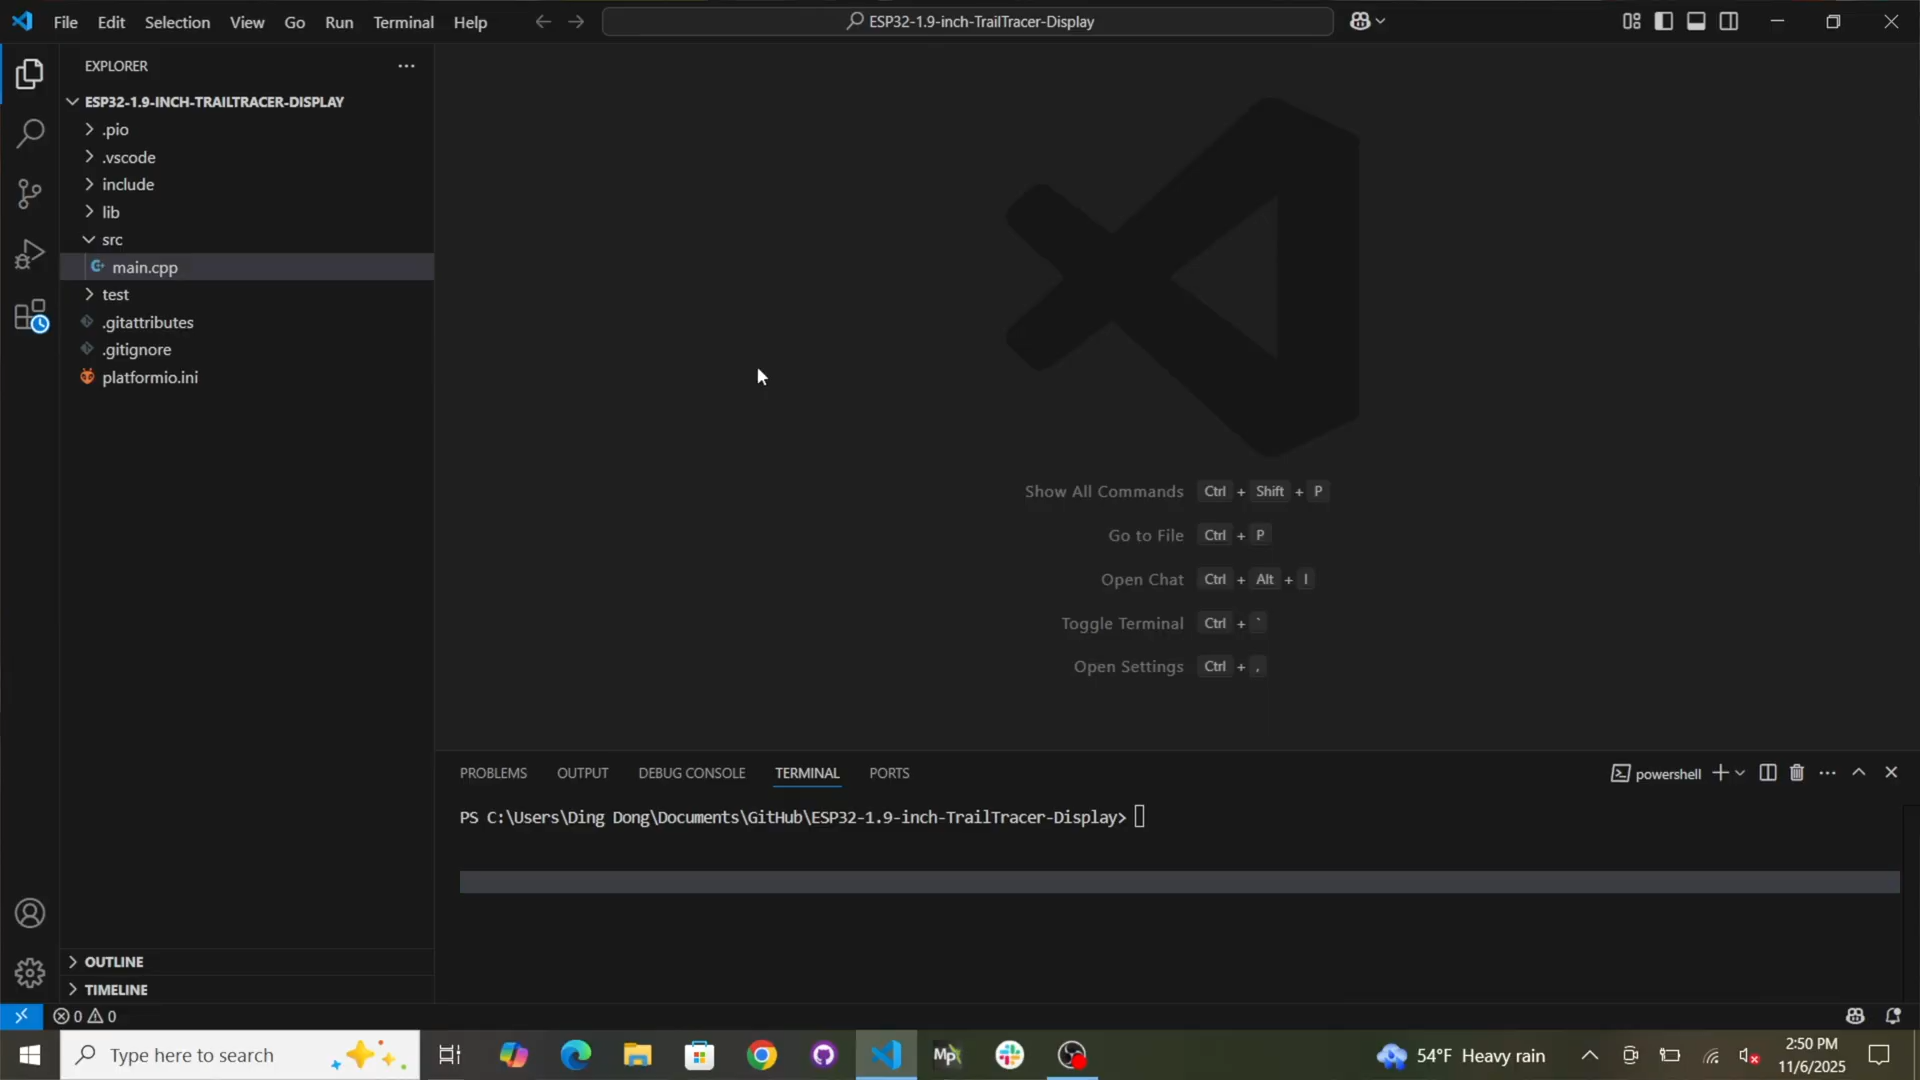 File Edit Selection View Go Run Terminal Help
ESP32-1.9-inch-TrailTracer-Display
EXPLORER
ESP32-1.9-INCH-TRAILTRACER-DISPLAY
.pio
.vscode
include
lib
src
main.cpp
test
.gitattributes
.gitignore
platformio.ini
Show All Commands Ctrl + Shift + P
Go to File Ctrl + P
Open Chat Ctrl + Alt + I
Toggle Terminal Ctrl + `
Open Settings Ctrl + ,
PROBLEMS OUTPUT DEBUG CONSOLE TERMINAL PORTS
powershell
PS C:\Users\Ding Dong\Documents\GitHub\ESP32-1.9-inch-TrailTracer-Display>
OUTLINE
TIMELINE
0 0
Type here to search
Mp
54°F Heavy rain
2:50 PM
11/6/2025